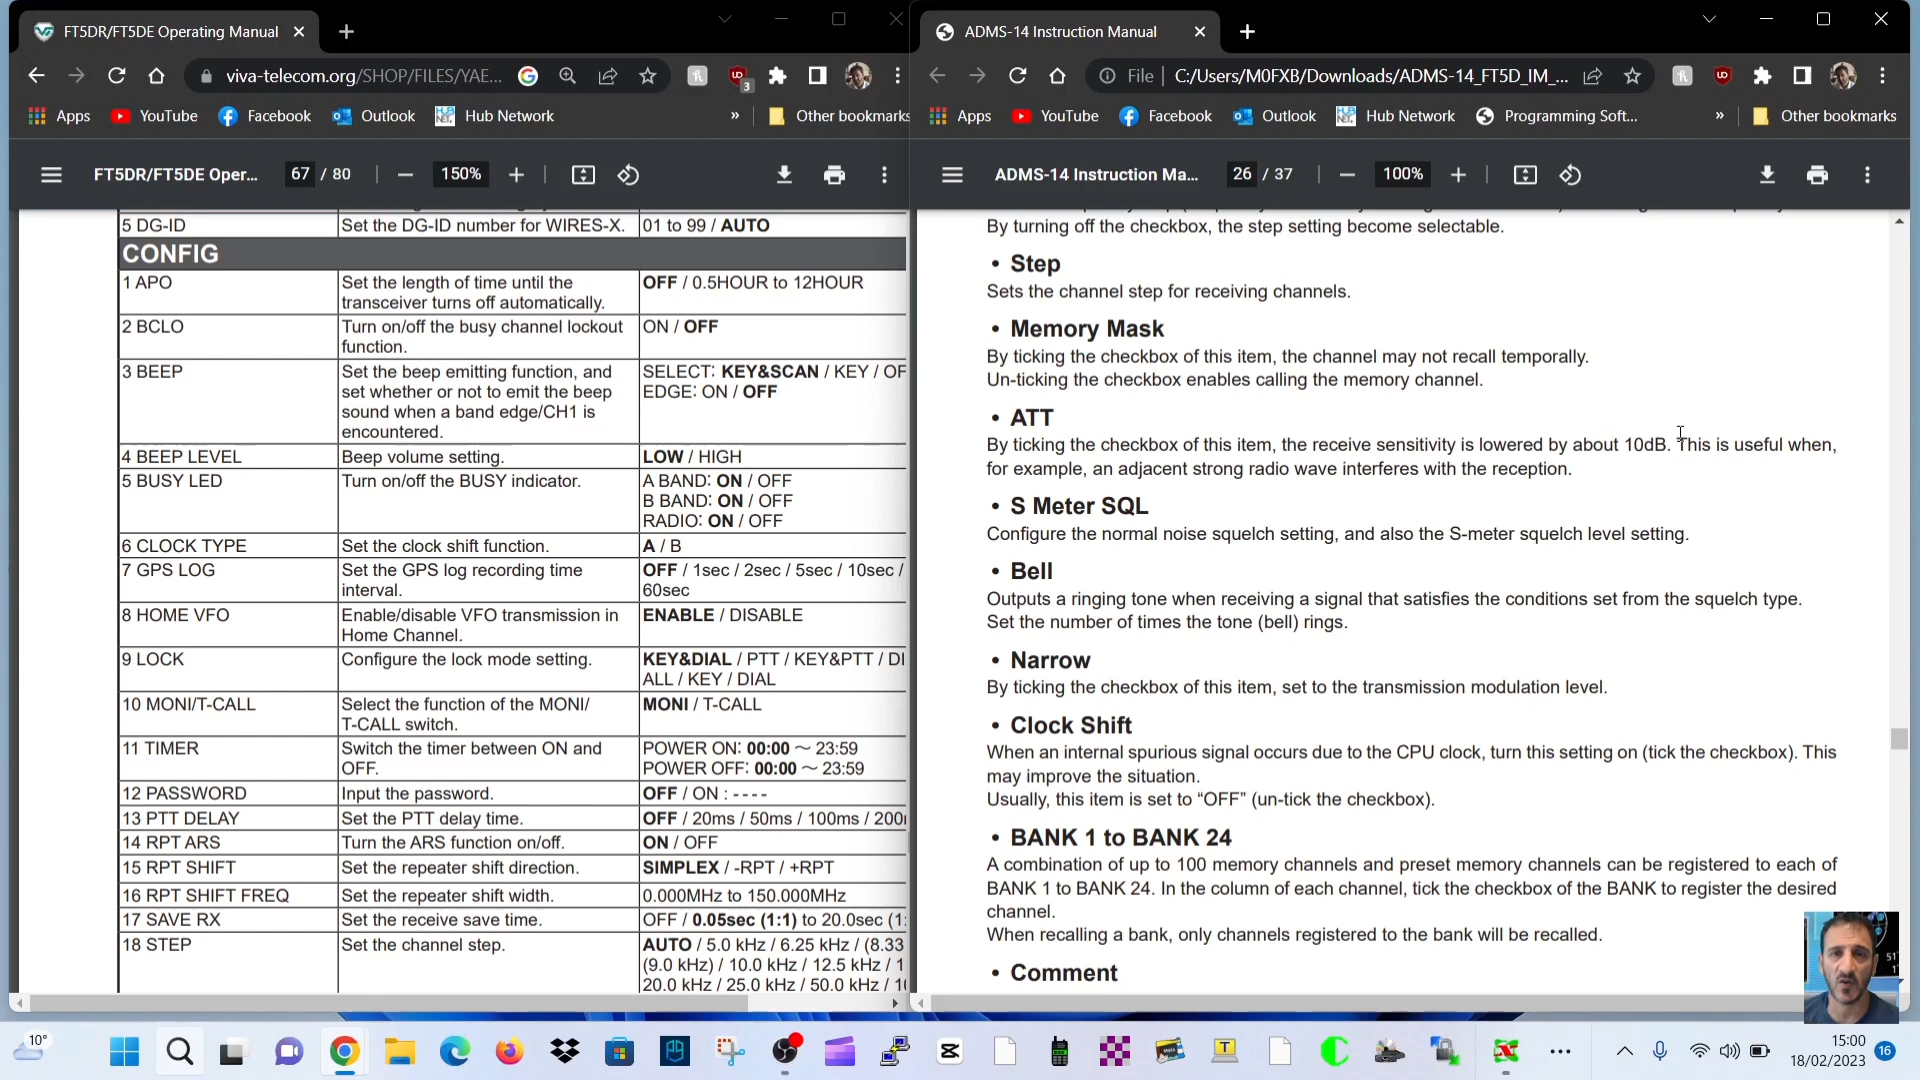 FT5DR/FT5DE Operating Manual
viva-telecom.org/SHOP/FILES/YAE...
3
Apps
YouTube
Facebook
Outlook
Hub Network
»
Other bookmarks
FT5DR/FT5DE Oper...
67 / 80
150%
5 DG-ID Set the DG-ID number for WIRES-X. 01 to 99 / AUTO
CONFIG
1 APO Set the length of time until the OFF / 0.5HOUR to 12HOUR
transceiver turns off automatically.
2 BCLO Turn on/off the busy channel lockout ON / OFF
function.
3 BEEP Set the beep emitting function, and SELECT: KEY&SCAN / KEY / OF
set whether or not to emit the beep EDGE: ON / OFF
sound when a band edge/CH1 is
encountered.
4 BEEP LEVEL Beep volume setting. LOW / HIGH
5 BUSY LED Turn on/off the BUSY indicator. A BAND: ON / OFF
B BAND: ON / OFF
RADIO: ON / OFF
6 CLOCK TYPE Set the clock shift function. A / B
7 GPS LOG Set the GPS log recording time OFF / 1sec / 2sec / 5sec / 10sec /
interval. 60sec
8 HOME VFO Enable/disable VFO transmission in ENABLE / DISABLE
Home Channel.
9 LOCK Configure the lock mode setting. KEY&DIAL / PTT / KEY&PTT / DI
ALL / KEY / DIAL
10 MONI/T-CALL Select the function of the MONI/ MONI / T-CALL
T-CALL switch.
11 TIMER Switch the timer between ON and POWER ON: 00:00 ～ 23:59
OFF. POWER OFF: 00:00 ～ 23:59
12 PASSWORD Input the password. OFF / ON : - - - -
13 PTT DELAY Set the PTT delay time. OFF / 20ms / 50ms / 100ms / 200
14 RPT ARS Turn the ARS function on/off. ON / OFF
15 RPT SHIFT Set the repeater shift direction. SIMPLEX / -RPT / +RPT
16 RPT SHIFT FREQ Set the repeater shift width. 0.000MHz to 150.000MHz
17 SAVE RX Set the receive save time. OFF / 0.05sec (1:1) to 20.0sec (1:
18 STEP Set the channel step. AUTO / 5.0 kHz / 6.25 kHz / (8.33
(9.0 kHz) / 10.0 kHz / 12.5 kHz / 1
20.0 kHz / 25.0 kHz / 50.0 kHz / 10
ADMS-14 Instruction Manual
File | C:/Users/M0FXB/Downloads/ADMS-14_FT5D_IM_...
Apps
YouTube
Facebook
Outlook
Hub Network
Programming Soft...
»
Other bookmarks
ADMS-14 Instruction Ma...
26 / 37
100%
By turning off the checkbox, the step setting become selectable.
• Step
Sets the channel step for receiving channels.
• Memory Mask
By ticking the checkbox of this item, the channel may not recall temporally.
Un-ticking the checkbox enables calling the memory channel.
• ATT
By ticking the checkbox of this item, the receive sensitivity is lowered by about 10dB. This is useful when,
for example, an adjacent strong radio wave interferes with the reception.
• S Meter SQL
Configure the normal noise squelch setting, and also the S-meter squelch level setting.
• Bell
Outputs a ringing tone when receiving a signal that satisfies the conditions set from the squelch type.
Set the number of times the tone (bell) rings.
• Narrow
By ticking the checkbox of this item, set to the transmission modulation level.
• Clock Shift
When an internal spurious signal occurs due to the CPU clock, turn this setting on (tick the checkbox). This
may improve the situation.
Usually, this item is set to “OFF” (un-tick the checkbox).
• BANK 1 to BANK 24
A combination of up to 100 memory channels and preset memory channels can be registered to each of
BANK 1 to BANK 24. In the column of each channel, tick the checkbox of the BANK to register the desired
channel.
When recalling a bank, only channels registered to the bank will be recalled.
• Comment
10°
15:00
18/02/2023
16